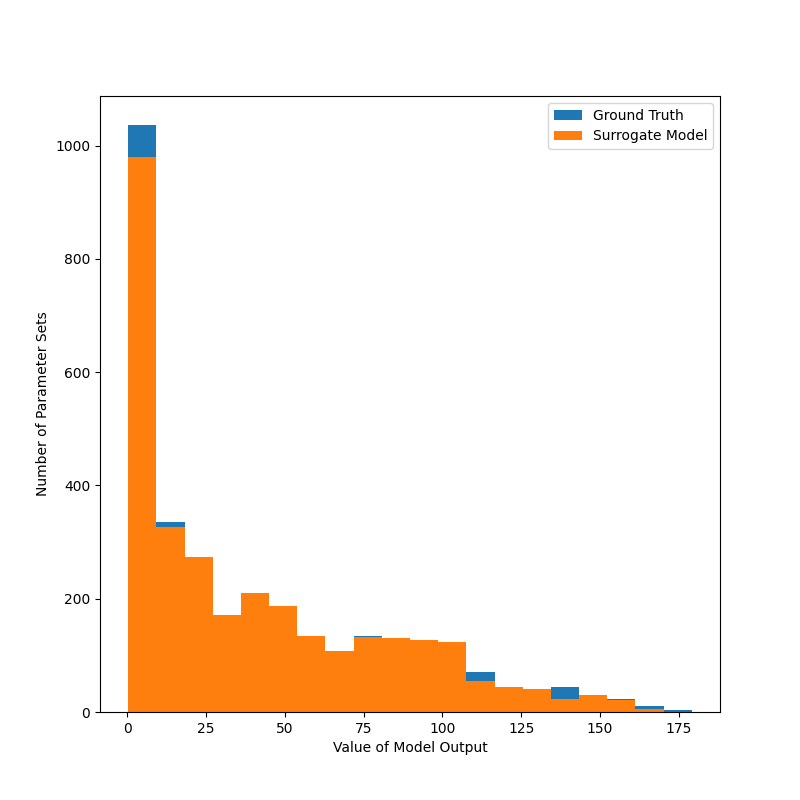 Ground Truth
Surrogate Model
1000
800
600
400
200
0
Number of Parameter Sets
0 25 50 75 100 125 150 175
Value of Model Output